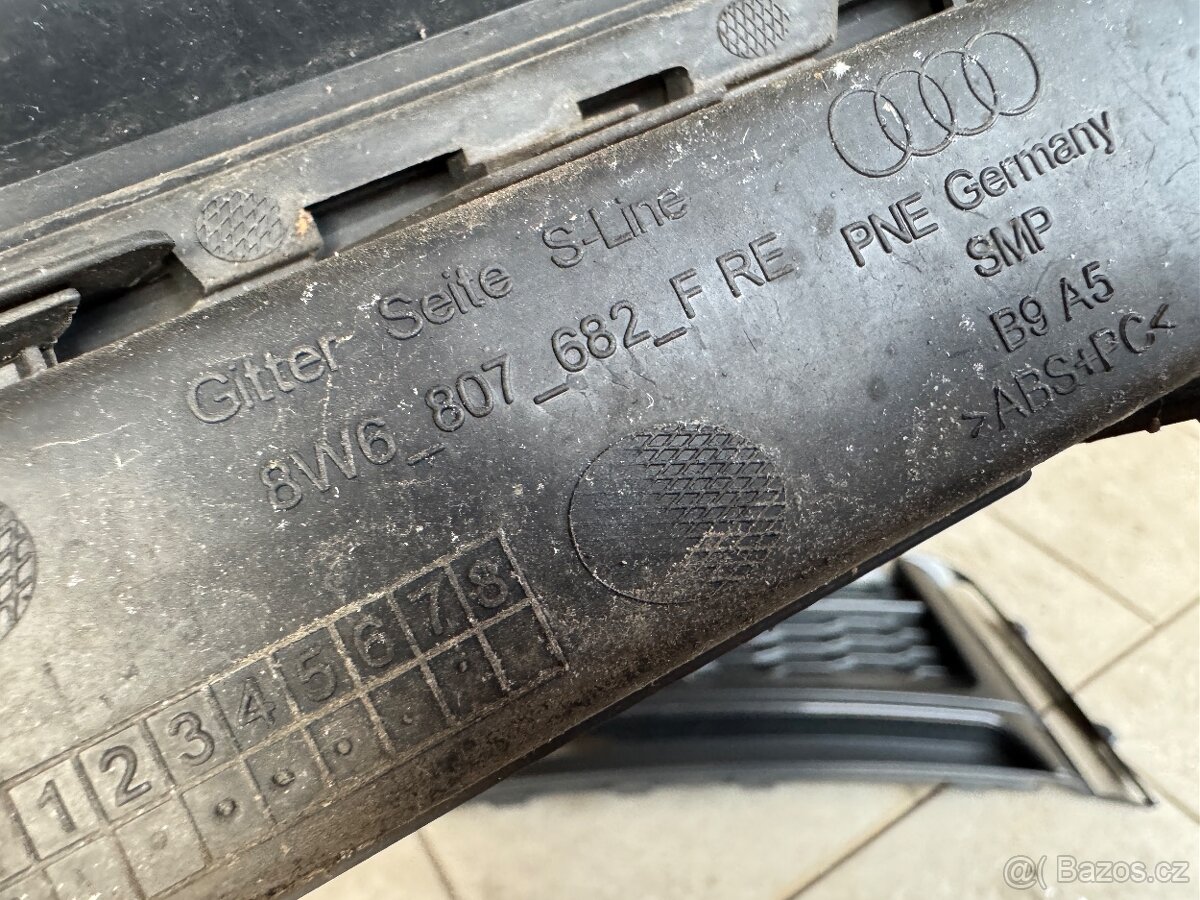 Gitter Seite S-Line
8W6_807_682_F RE
PNE Germany
SMP
B9 A5
>ABS+PC<
1 2 3 4 5 6 7 8
@ Bazos.cz